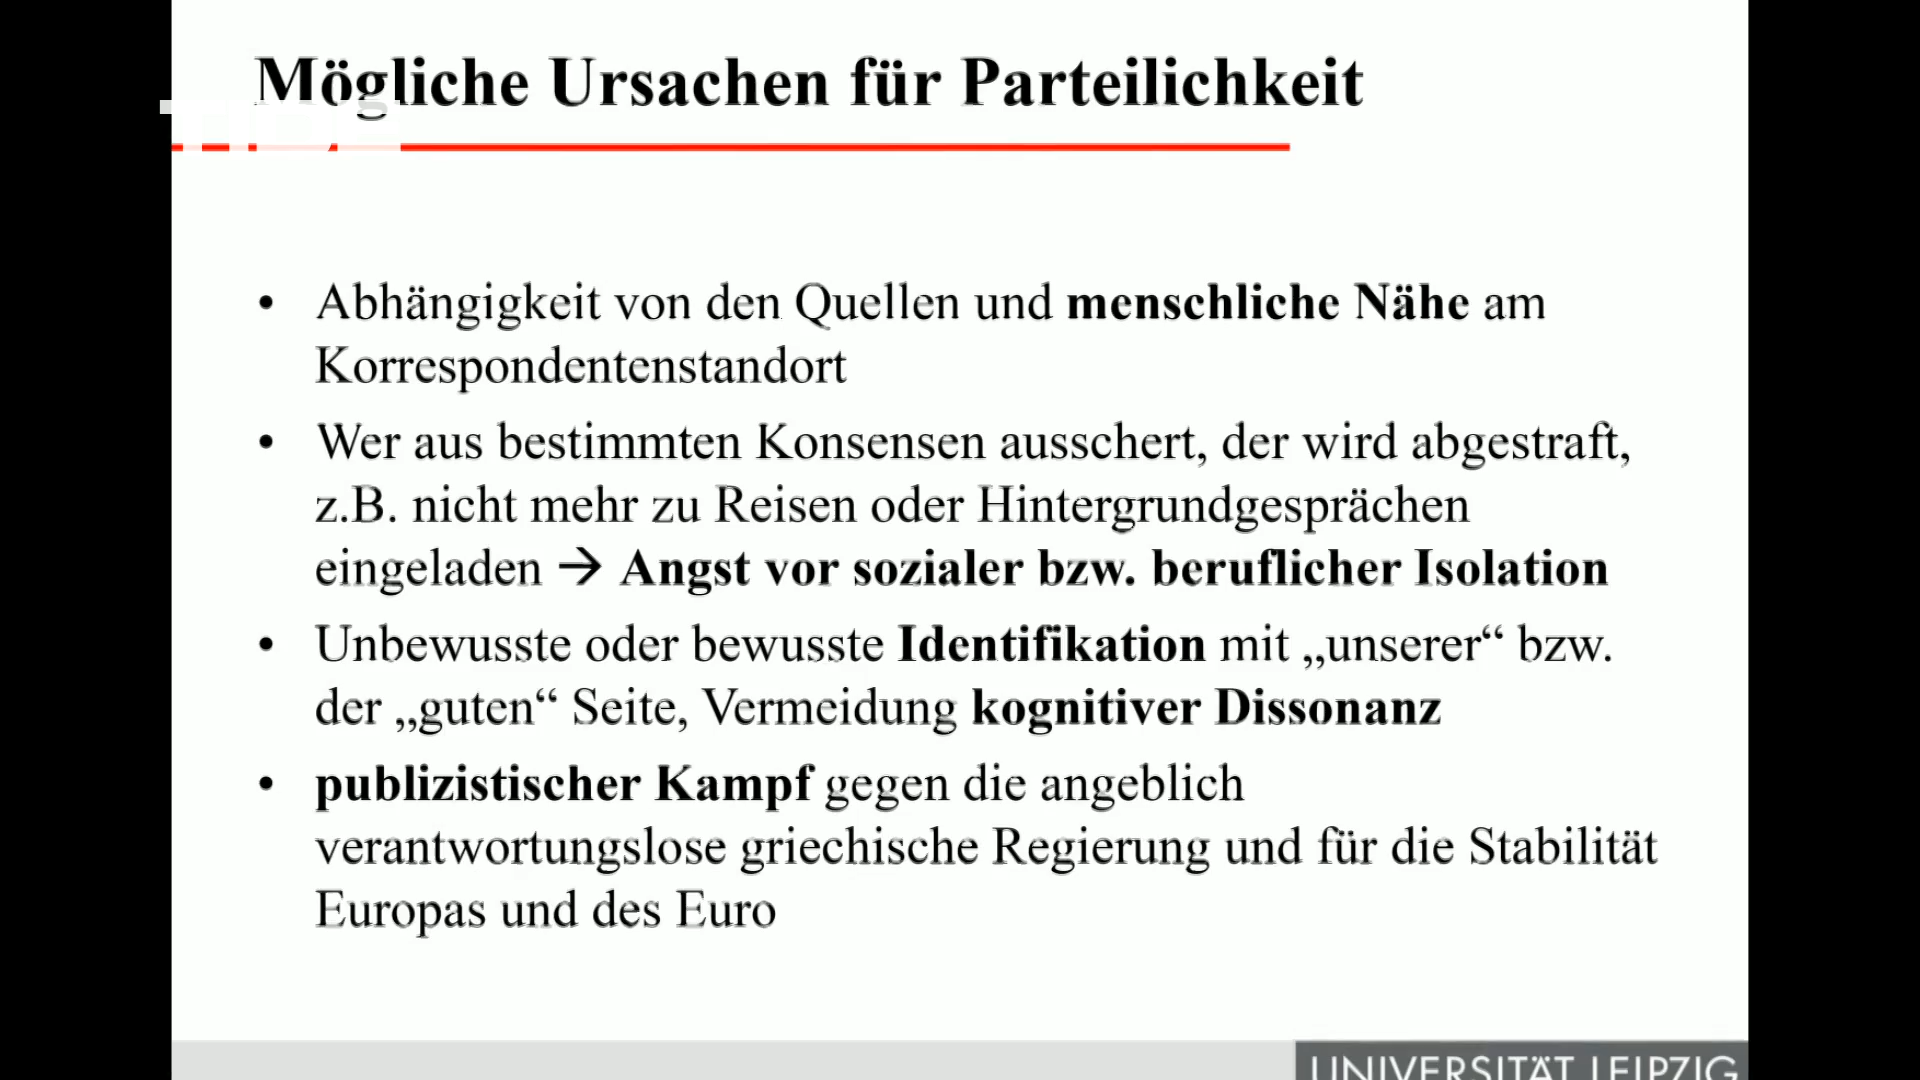 Mögliche Ursachen für Parteilichkeit
• Abhängigkeit von den Quellen und menschliche Nähe am
Korrespondentenstandort
• Wer aus bestimmten Konsensen ausschert, der wird abgestraft,
z.B. nicht mehr zu Reisen oder Hintergrundgesprächen
eingeladen → Angst vor sozialer bzw. beruflicher Isolation
• Unbewusste oder bewusste Identifikation mit „unserer“ bzw.
der „guten“ Seite, Vermeidung kognitiver Dissonanz
• publizistischer Kampf gegen die angeblich
verantwortungslose griechische Regierung und für die Stabilität
Europas und des Euro
UNIVERSITÄT LEIPZIG